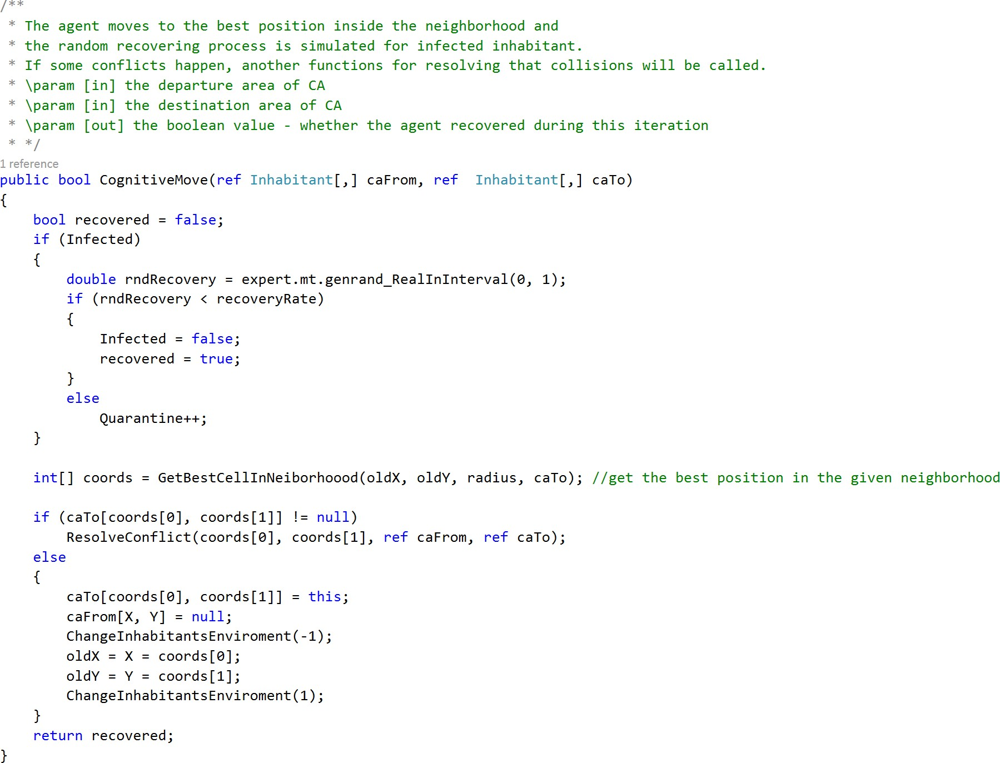 /**
 * The agent moves to the best position inside the neighborhood and
 * the random recovering process is simulated for infected inhabitant.
 * If some conflicts happen, another functions for resolving that collisions will be called.
 * \param [in] the departure area of CA
 * \param [in] the destination area of CA
 * \param [out] the boolean value - whether the agent recovered during this iteration
 * */
1 reference
public bool CognitiveMove(ref Inhabitant[,] caFrom, ref  Inhabitant[,] caTo)
{
    bool recovered = false;
    if (Infected)
    {
        double rndRecovery = expert.mt.genrand_RealInInterval(0, 1);
        if (rndRecovery < recoveryRate)
        {
            Infected = false;
            recovered = true;
        }
        else
            Quarantine++;
    }

    int[] coords = GetBestCellInNeiborhoood(oldX, oldY, radius, caTo); //get the best position in the given neighborhood

    if (caTo[coords[0], coords[1]] != null)
        ResolveConflict(coords[0], coords[1], ref caFrom, ref caTo);
    else
    {
        caTo[coords[0], coords[1]] = this;
        caFrom[X, Y] = null;
        ChangeInhabitantsEnviroment(-1);
        oldX = X = coords[0];
        oldY = Y = coords[1];
        ChangeInhabitantsEnviroment(1);
    }
    return recovered;
}